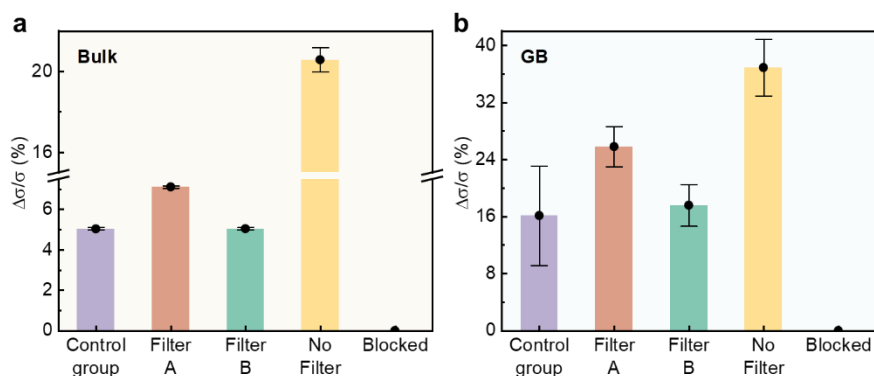 a
Bulk
Δσ/σ (%)
20
16
6
4
2
0
Control
group
Filter
A
Filter
B
No
Filter
Blocked
b
GB
Δσ/σ (%)
40
32
24
16
8
0
Control
group
Filter
A
Filter
B
No
Filter
Blocked